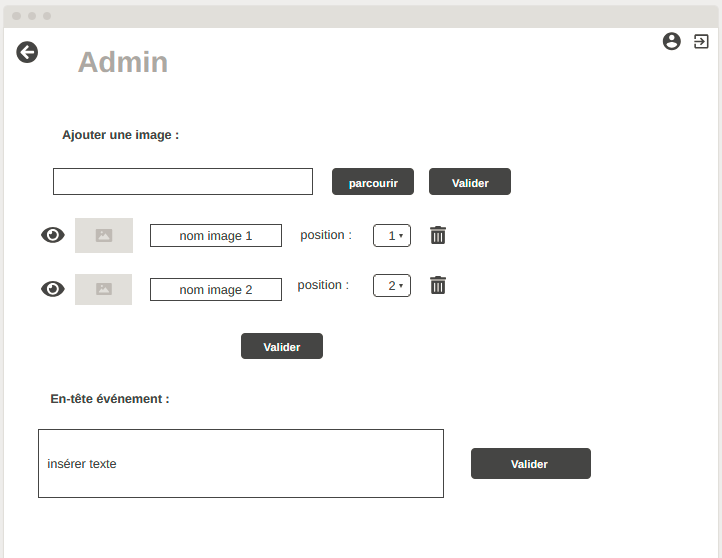 Admin
Ajouter une image :
parcourir Valider
nom image 1 position : 1
nom image 2 position : 2
Valider
En-tête événement :
insérer texte Valider